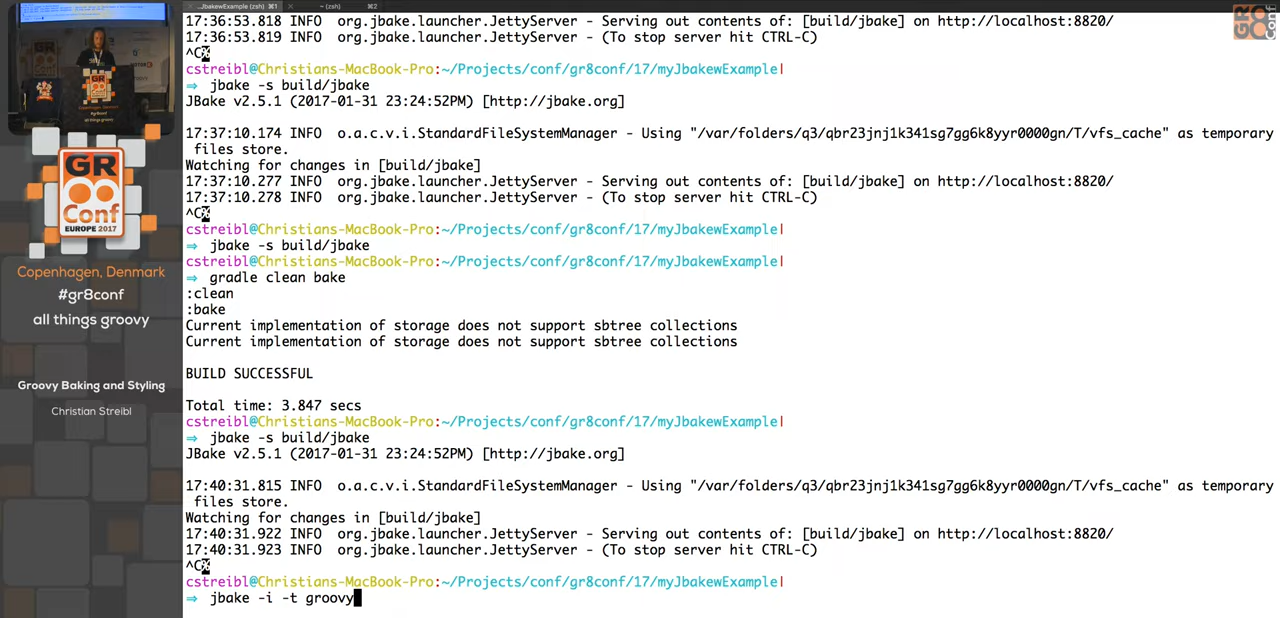 ..JbakewExample (zsh) ⌘1
~ (zsh) ⌘2
17:36:53.818 INFO  org.jbake.launcher.JettyServer - Serving out contents of: [build/jbake] on http://localhost:8820/
17:36:53.819 INFO  org.jbake.launcher.JettyServer - (To stop server hit CTRL-C)
^C%
cstreibl@Christians-MacBook-Pro:~/Projects/conf/gr8conf/17/myJbakewExample|
⇒  jbake -s build/jbake
JBake v2.5.1 (2017-01-31 23:24:52PM) [http://jbake.org]
17:37:10.174 INFO  o.a.c.v.i.StandardFileSystemManager - Using "/var/folders/q3/qbr23jnj1k341sg7gg6k8yyr0000gn/T/vfs_cache" as temporary
files store.
Watching for changes in [build/jbake]
17:37:10.277 INFO  org.jbake.launcher.JettyServer - Serving out contents of: [build/jbake] on http://localhost:8820/
17:37:10.278 INFO  org.jbake.launcher.JettyServer - (To stop server hit CTRL-C)
^C%
cstreibl@Christians-MacBook-Pro:~/Projects/conf/gr8conf/17/myJbakewExample|
⇒  jbake -s build/jbake
cstreibl@Christians-MacBook-Pro:~/Projects/conf/gr8conf/17/myJbakewExample|
⇒  gradle clean bake
:clean
:bake
Current implementation of storage does not support sbtree collections
Current implementation of storage does not support sbtree collections
BUILD SUCCESSFUL
Total time: 3.847 secs
cstreibl@Christians-MacBook-Pro:~/Projects/conf/gr8conf/17/myJbakewExample|
⇒  jbake -s build/jbake
JBake v2.5.1 (2017-01-31 23:24:52PM) [http://jbake.org]
17:40:31.815 INFO  o.a.c.v.i.StandardFileSystemManager - Using "/var/folders/q3/qbr23jnj1k341sg7gg6k8yyr0000gn/T/vfs_cache" as temporary
files store.
Watching for changes in [build/jbake]
17:40:31.922 INFO  org.jbake.launcher.JettyServer - Serving out contents of: [build/jbake] on http://localhost:8820/
17:40:31.923 INFO  org.jbake.launcher.JettyServer - (To stop server hit CTRL-C)
^C%
cstreibl@Christians-MacBook-Pro:~/Projects/conf/gr8conf/17/myJbakewExample|
⇒  jbake -i -t groovy
GR
Conf
EUROPE 2017
Copenhagen, Denmark
#gr8conf
all things groovy
Groovy Baking and Styling
Christian Streibl
GR
Conf